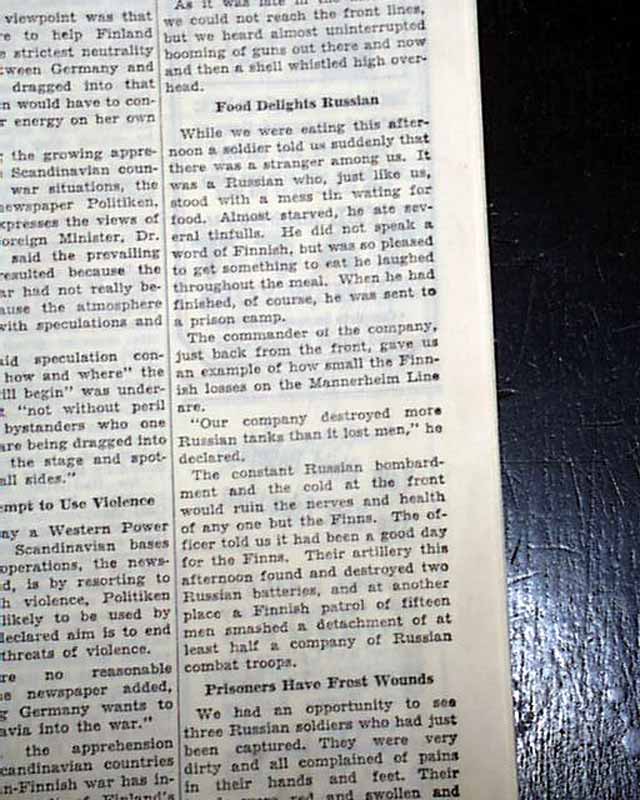 viewpoint was that
re to help Finland
e strictest neutrality
tween Germany and
dragged into that
n would have to con-
r energy on her own
the growing appre-
Scandinavian coun-
war situations, the
newspaper Politiken,
xpresses the views of
oreign Minister, Dr.
said the prevailing
resulted because the
ar had not really be-
ause the atmosphere
with speculations and
aid speculation con-
how and where" the
ill begin" was under-
"not without peril
bystanders who one
are being dragged into
the stage and spot-
all sides."
empt to Use Violence
ay a Western Power
Scandinavian bases
operations, the news-
d, is by resorting to
h violence, Politiken
likely to be used by
declared aim is to end
threats of violence.
re no reasonable
e newspaper added,
g Germany wants to
avia into the war."
the apprehension
candinavian countries
n-Finnish war has in-
of Finland's
As it was late in the
we could not reach the front lines,
but we heard almost uninterrupted
booming of guns out there and now
and then a shell whistled high over-
head.
Food Delights Russian
While we were eating this after-
noon a soldier told us suddenly that
there was a stranger among us. It
was a Russian who, just like us,
stood with a mess tin wating for
food. Almost starved, he ate sev-
eral tinfulls. He did not speak a
word of Finnish, but was so pleased
to get something to eat he laughed
throughout the meal. When he had
finished, of course, he was sent to
a prison camp.
The commander of the company,
just back from the front, gave us
an example of how small the Finn-
ish losses on the Mannerheim Line
are.
"Our company destroyed more
Russian tanks than it lost men," he
declared.
The constant Russian bombard-
ment and the cold at the front
would ruin the nerves and health
of any one but the Finns. The of-
ficer told us it had been a good day
for the Finns. Their artillery this
afternoon found and destroyed two
Russian batteries, and at another
place a Finnish patrol of fifteen
men smashed a detachment of at
least half a company of Russian
combat troops.
Prisoners Have Frost Wounds
We had an opportunity to see
three Russian soldiers who had just
been captured. They were very
dirty and all complained of pains
in their hands and feet. Their
were red and swollen and